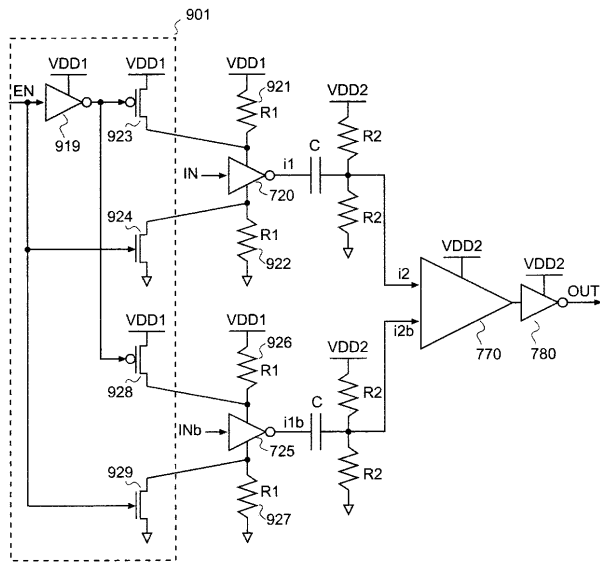 901
VDD1
VDD1
VDD1
EN
921
VDD2
R1
919
923
R2
C
i1
IN
720
924
R2
R1
922
VDD2
VDD2
i2
OUT
VDD1
VDD1
i2b
770
780
926
VDD2
R1
928
R2
C
i1b
INb
725
929
R2
R1
927